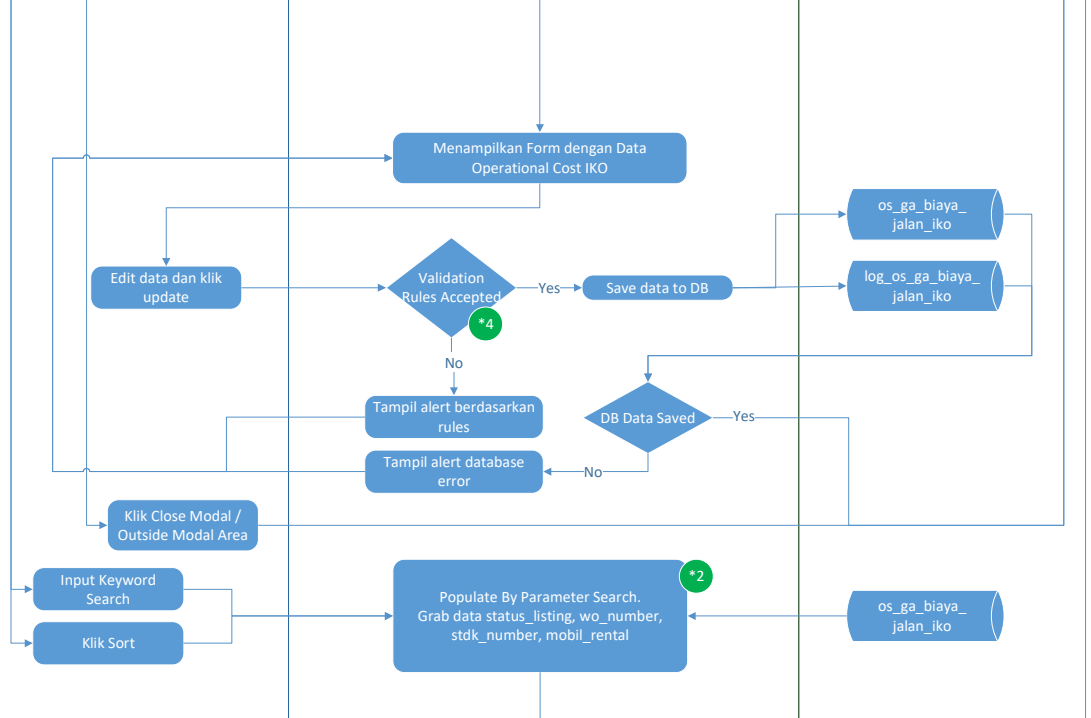 Menampilkan Form dengan Data
Operational Cost IKO
os_ga_biaya_
jalan_iko
Edit data dan klik
update
Validation
Rules Accepted
*4
Yes
Save data to DB
log_os_ga_biaya_
jalan_iko
No
Tampil alert berdasarkan
rules
DB Data Saved
Yes
Tampil alert database
error
No
Klik Close Modal /
Outside Modal Area
Input Keyword
Search
Klik Sort
*2
Populate By Parameter Search.
Grab data status_listing, wo_number,
stdk_number, mobil_rental
os_ga_biaya_
jalan_iko